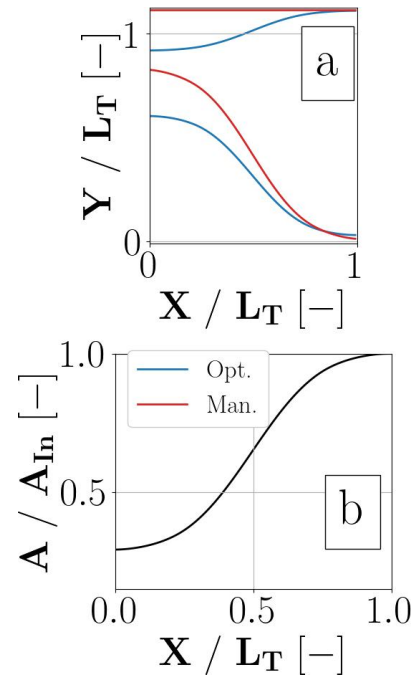 a
Y / L_T [−]
1
0
0 1
X / L_T [−]
b
Opt.
Man.
A / A_In [−]
1.0
0.5
0.0 0.5 1.0
X / L_T [−]